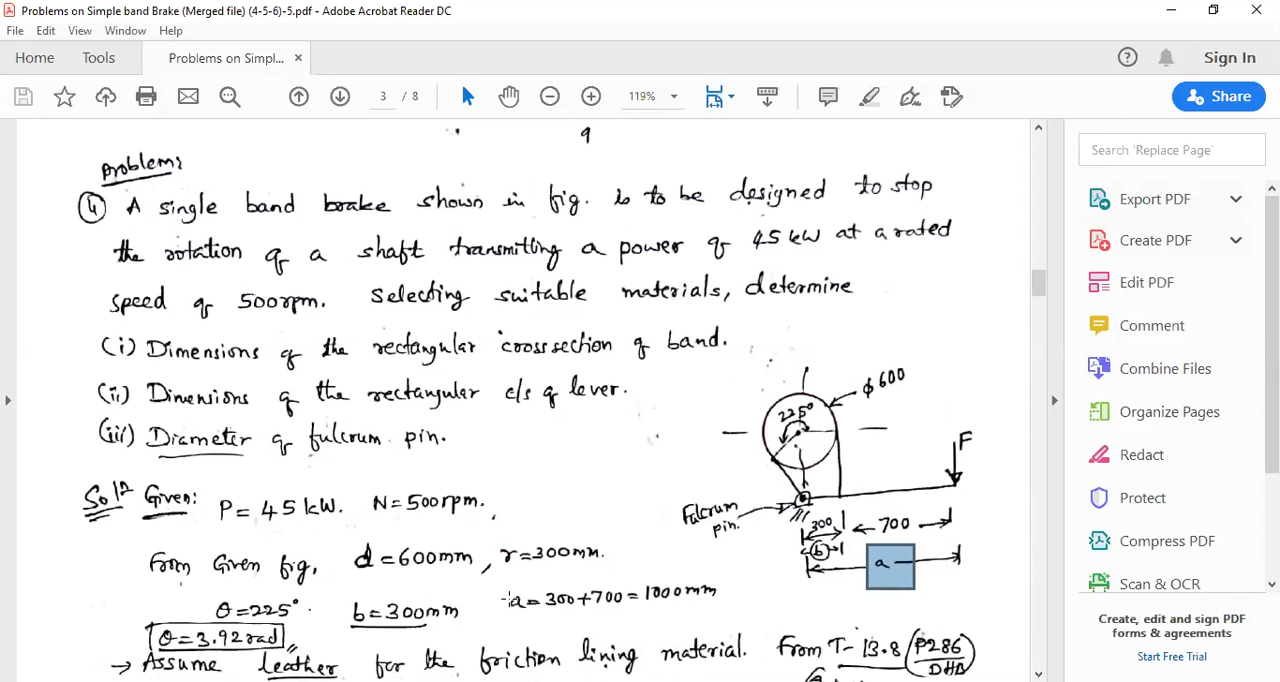 Problems on Simple band Brake (Merged file) (4-5-6)-5.pdf - Adobe Acrobat Reader DC
File Edit View Window Help
Home Tools Problems on Simpl... × Sign In
3 / 8 119% Share
9
Problem:
④ A single band brake shown in fig. is to be designed to stop
the rotation of a shaft transmitting a power of 45 kW at a rated
speed of 500rpm. Selecting suitable materials, determine
(i) Dimensions of the rectangular crosssection of band.
(ii) Dimensions of the rectangular c/s of lever.
(iii) Diameter of fulcrum pin.
ϕ600
225°
F
Fulcrum
pin.
300
700
b
a
Solⁿ Given: P = 45 kW. N = 500rpm.
From Given fig, d = 600mm, r = 300mm.
θ = 225°. b = 300mm a = 300+700 = 1000mm
θ = 3.92 rad
→ Assume leather for the friction lining material. From T- 13.8 (P286/
DHB
Search 'Replace Page'
Export PDF
Create PDF
Edit PDF
Comment
Combine Files
Organize Pages
Redact
Protect
Compress PDF
Scan & OCR
Create, edit and sign PDF
forms & agreements
Start Free Trial